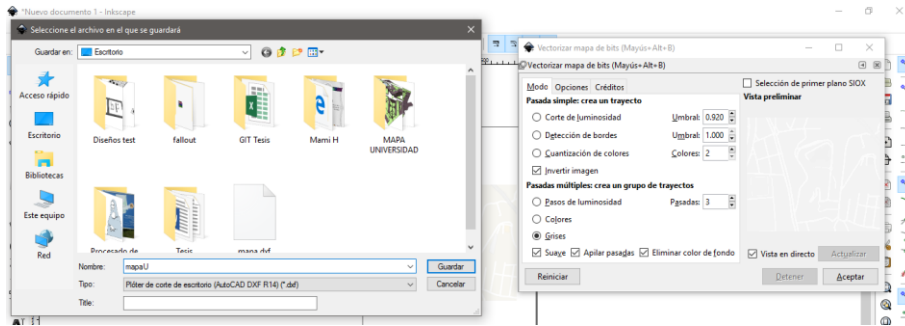 *Nuevo documento 1 - Inkscape
Seleccione el archivo en el que se guardará
Guardar en:
Escritorio
Acceso rápido
Escritorio
Bibliotecas
Este equipo
Red
Diseños test
fallout
GIT Tesis
Mami H
MAPA
UNIVERSIDAD
Procesado de
Tesis
mapa.dxf
Nombre:
mapaU
Guardar
Tipo:
Plóter de corte de escritorio (AutoCAD DXF R14) (*.dxf)
Cancelar
Title:
Vectorizar mapa de bits (Mayús+Alt+B)
Vectorizar mapa de bits (Mayús+Alt+B)
Modo
Opciones
Créditos
Selección de primer plano SIOX
Pasada simple: crea un trayecto
Vista preliminar
Corte de luminosidad
Umbral: 0.920
Detección de bordes
Umbral: 1.000
Cuantización de colores
Colores: 2
Invertir imagen
Pasadas múltiples: crea un grupo de trayectos
Pasos de luminosidad
Pasadas: 3
Colores
Grises
Suave
Apilar pasadas
Eliminar color de fondo
Vista en directo
Actualizar
Reiniciar
Detener
Aceptar